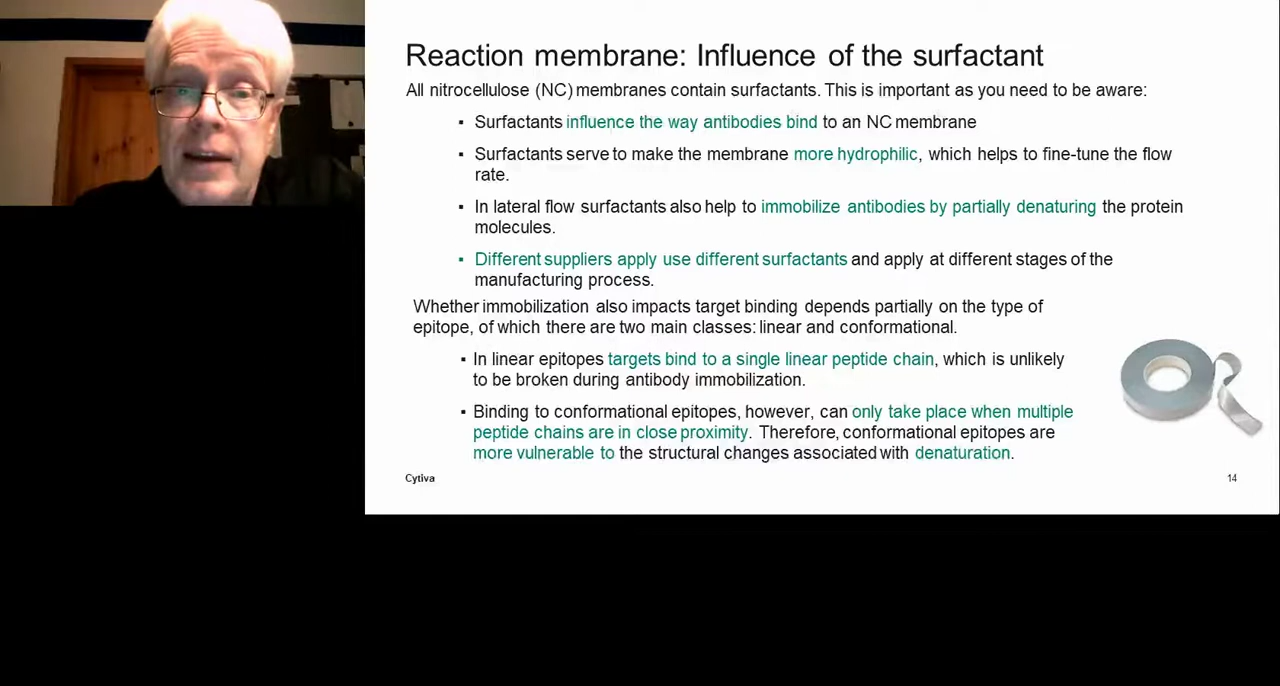 Reaction membrane: Influence of the surfactant
All nitrocellulose (NC) membranes contain surfactants. This is important as you need to be aware:
▪ Surfactants influence the way antibodies bind to an NC membrane
▪ Surfactants serve to make the membrane more hydrophilic, which helps to fine-tune the flow
rate.
▪ In lateral flow surfactants also help to immobilize antibodies by partially denaturing the protein
molecules.
▪ Different suppliers apply use different surfactants and apply at different stages of the
manufacturing process.
Whether immobilization also impacts target binding depends partially on the type of
epitope, of which there are two main classes: linear and conformational.
▪ In linear epitopes targets bind to a single linear peptide chain, which is unlikely
to be broken during antibody immobilization.
▪ Binding to conformational epitopes, however, can only take place when multiple
peptide chains are in close proximity. Therefore, conformational epitopes are
more vulnerable to the structural changes associated with denaturation.
Cytiva
14